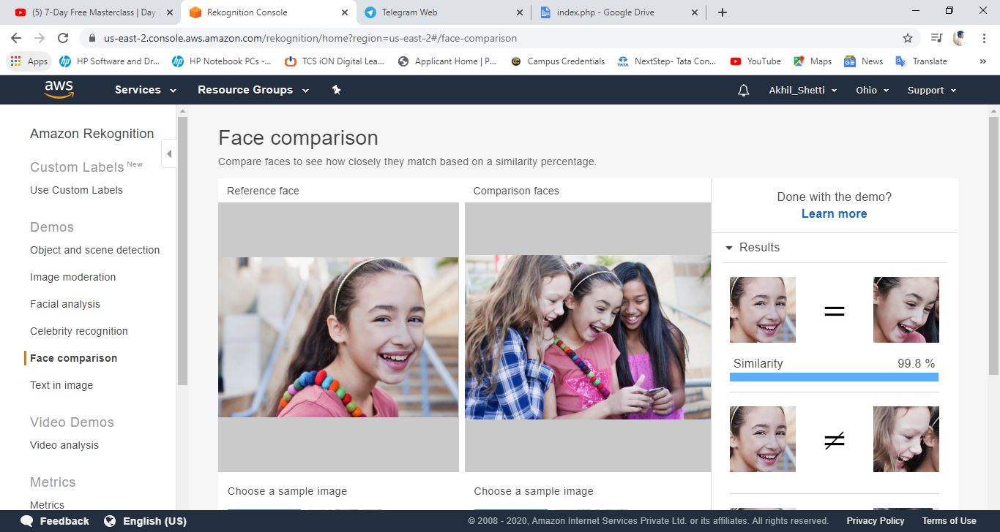 (5) 7-Day Free Masterclass | Day
Rekognition Console
Telegram Web
index.php - Google Drive
us-east-2.console.aws.amazon.com/rekognition/home?region=us-east-2#/face-comparison
Apps
HP Software and Dr...
HP Notebook PCs -...
TCS iON Digital Lea...
Applicant Home | P...
Campus Credentials
NextStep- Tata Con...
YouTube
Maps
News
Translate
aws
Services
Resource Groups
Akhil_Shetti
Ohio
Support
Amazon Rekognition
Custom Labels New
Use Custom Labels
Demos
Object and scene detection
Image moderation
Facial analysis
Celebrity recognition
Face comparison
Text in image
Video Demos
Video analysis
Metrics
Metrics
Face comparison
Compare faces to see how closely they match based on a similarity percentage.
Reference face
Comparison faces
Choose a sample image
Choose a sample image
Done with the demo?
Learn more
Results
=
Similarity 99.8 %
≠
Feedback
English (US)
© 2008 - 2020, Amazon Internet Services Private Ltd. or its affiliates. All rights reserved.
Privacy Policy
Terms of Use